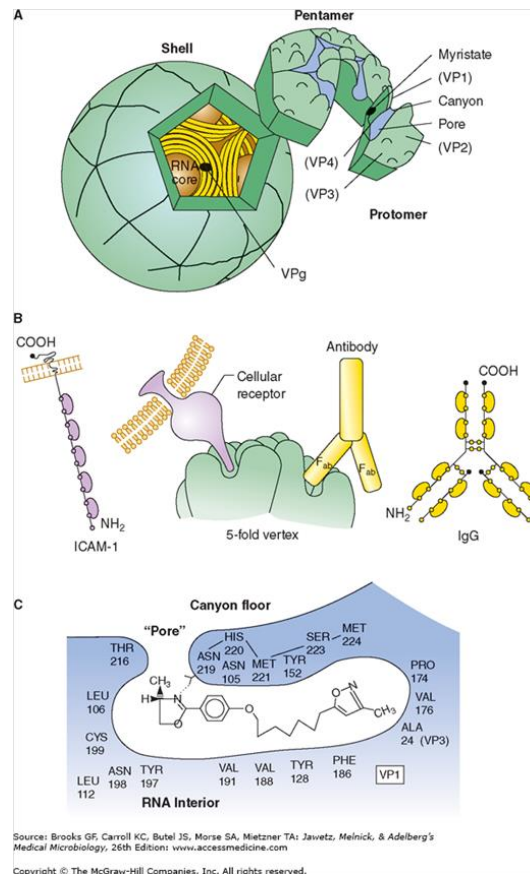 A
Pentamer
Shell
Myristate
(VP1)
Canyon
Pore
(VP2)
(VP4)
(VP3)
RNA
core
Protomer
VPg
B
COOH
Cellular
receptor
Antibody
COOH
Fab
Fab
NH2
ICAM-1
5-fold vertex
NH2
IgG
C
Canyon floor
"Pore"
THR
216
HIS
220
SER
223
MET
224
ASN
219
ASN
105
MET
221
TYR
152
PRO
174
CH3
LEU
106
H
N
O
O
O
N
CH3
VAL
176
ALA
24 (VP3)
CYS
199
LEU
112
ASN
198
TYR
197
VAL
191
VAL
188
TYR
128
PHE
186
VP1
RNA Interior
Source: Brooks GF, Carroll KC, Butel JS, Morse SA, Mietzner TA: Jawetz, Melnick, & Adelberg's
Medical Microbiology, 26th Edition: www.accessmedicine.com
Copyright © The McGraw-Hill Companies, Inc. All rights reserved.